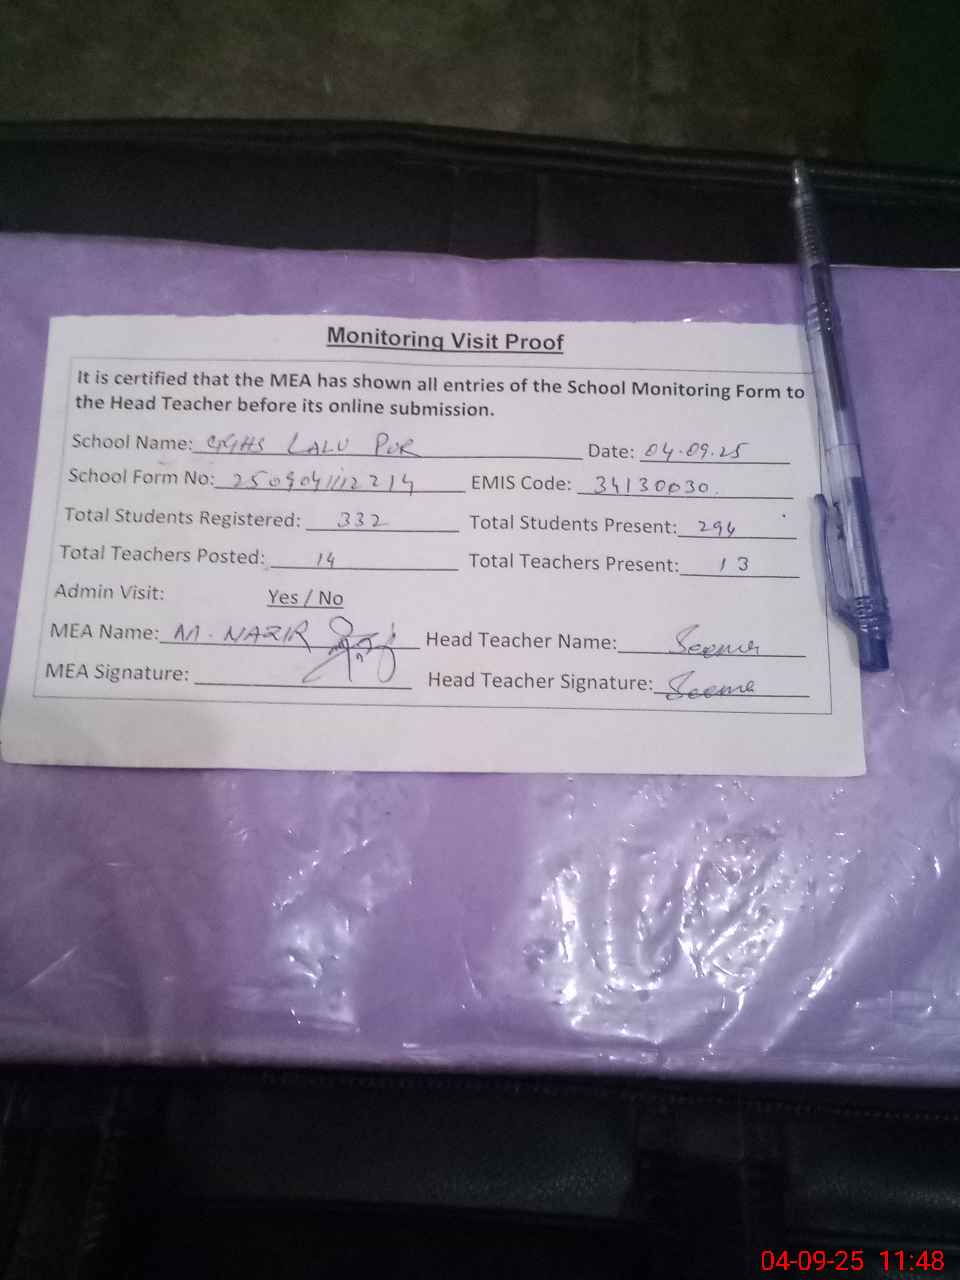 Monitoring Visit Proof
It is certified that the MEA has shown all entries of the School Monitoring Form to
the Head Teacher before its online submission.
School Name: GGHS LALU PUR Date: 04.09.25
School Form No: 2509041112214 EMIS Code: 34130030.
Total Students Registered: 332 Total Students Present: 294
Total Teachers Posted: 14 Total Teachers Present: 13
Admin Visit: Yes / No
MEA Name: M. NAZIR Head Teacher Name: Seema
MEA Signature: Head Teacher Signature: Seema
04-09-25 11:48